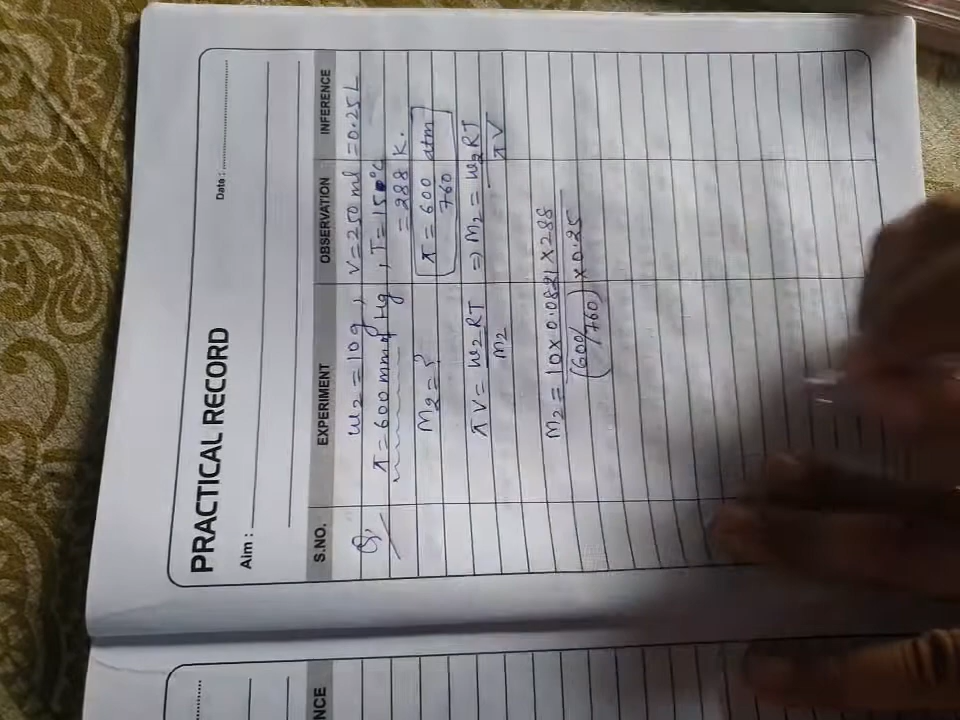 PRACTICAL RECORD
Date :
Aim :
S.NO. EXPERIMENT OBSERVATION INFERENCE
Q, w₂ = 10 g, V = 250 ml = 0.25 L
π = 600 mm of Hg, T = 15°C
= 288 K.
M₂ = ? [π = 600/760 atm]
πV = w₂RT/M₂ ⇒ M₂ = w₂RT/πV
M₂ = 10 × 0.0821 × 288
(600/760) × 0.25
NCE